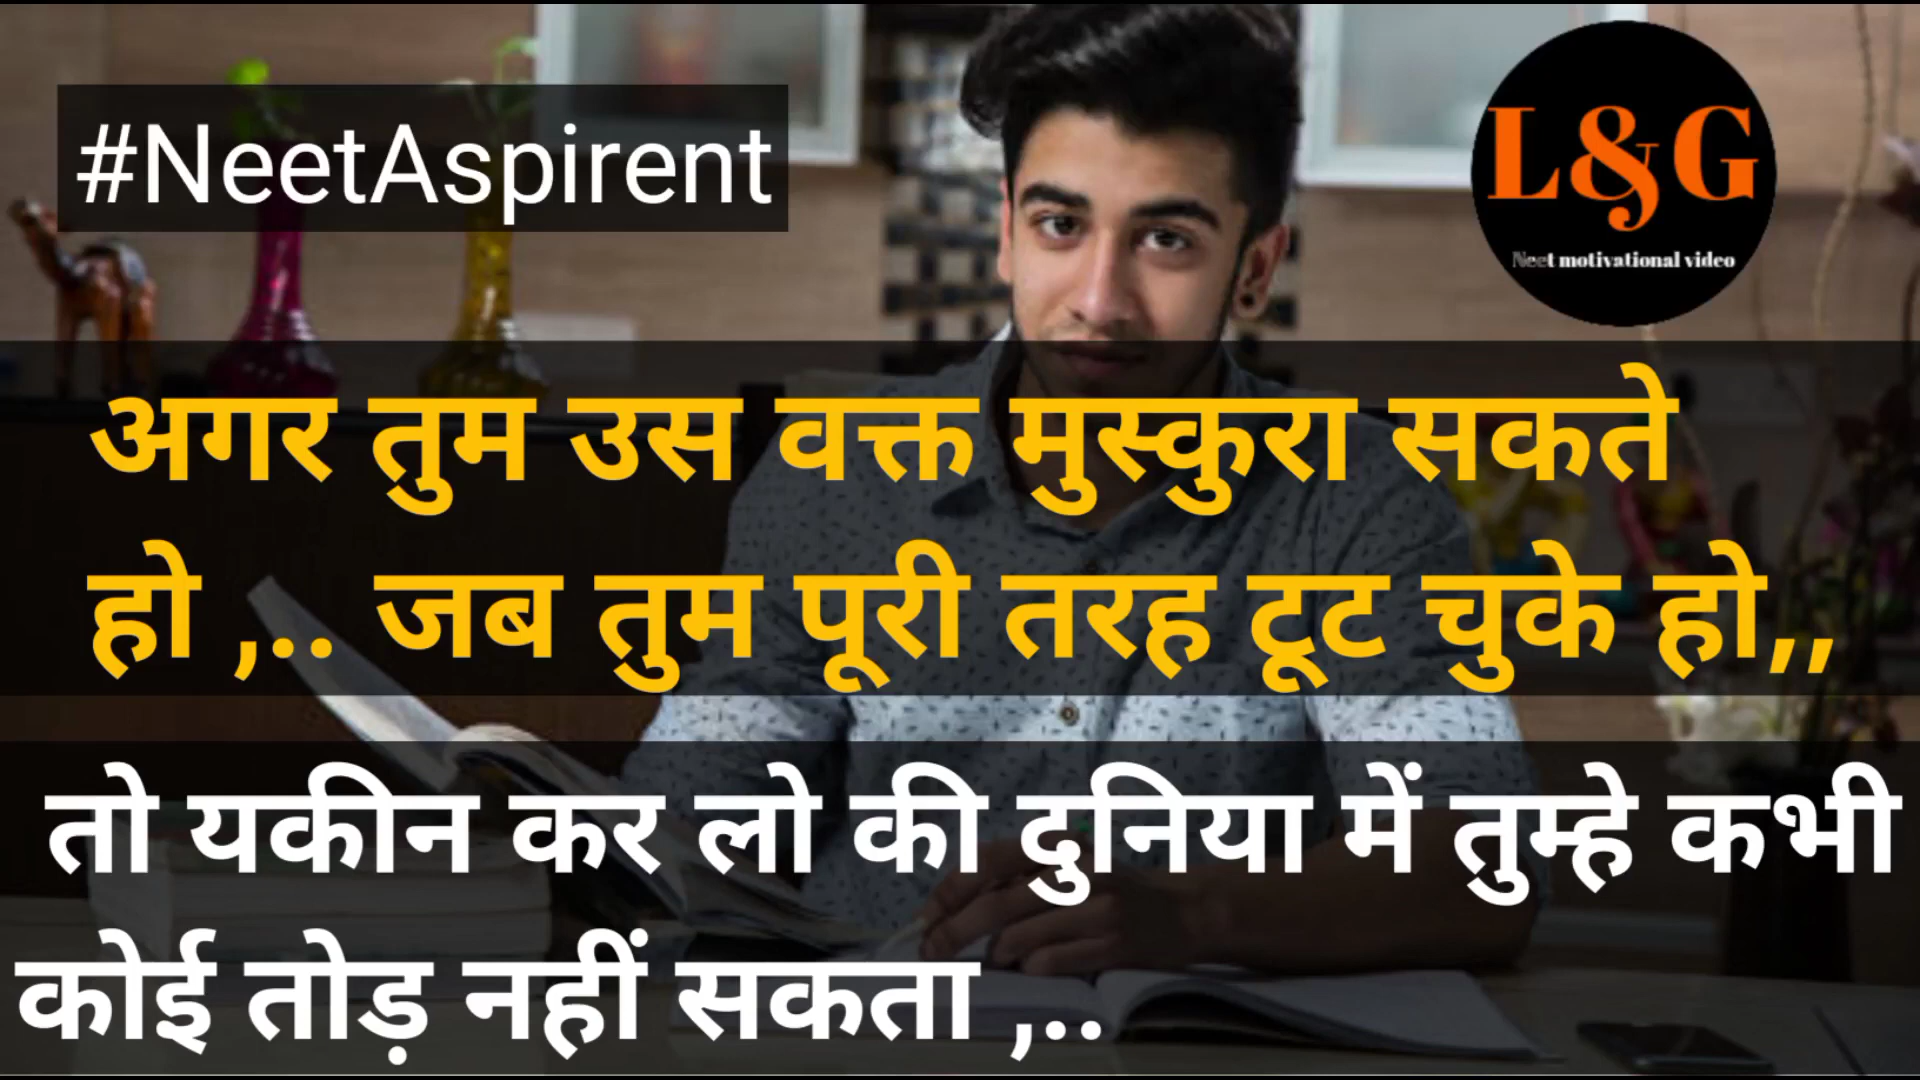 #NeetAspirent
L&G
Neet motivational video
अगर तुम उस वक्त मुस्कुरा सकते
हो ,.. जब तुम पूरी तरह टूट चुके हो,,
तो यकीन कर लो की दुनिया में तुम्हे कभी
कोई तोड़ नहीं सकता ,..